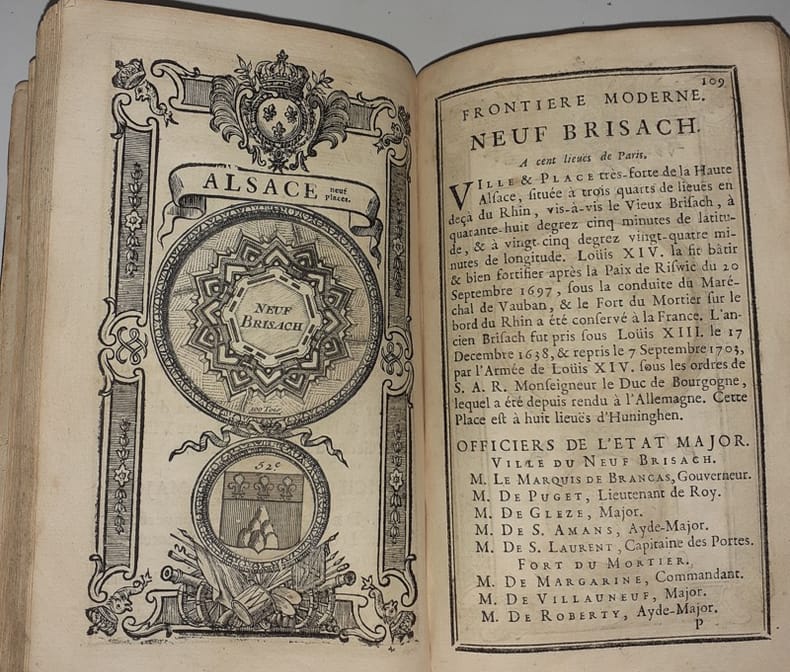 ALSACE neuf places.
NEUF
BRISACH
100 Tois
52e
109
FRONTIERE MODERNE.
NEUF BRISACH.
A cent lieuës de Paris.
VILLE & PLACE très-forte de la Haute
Alsace, située à trois quarts de lieuës en
deçà du Rhin, vis-à-vis le Vieux Brisach, à
quarante-huit degrez cinq minutes de latitu-
de, & à vingt-cinq degrez vingt-quatre mi-
nutes de longitude. Loüis XIV. la fit bâtir
& bien fortifier après la Paix de Riswic du 20
Septembre 1697, sous la conduite du Maré-
chal de Vauban, & le Fort du Mortier sur le
bord du Rhin a été conservé à la France. L'an-
cien Brisach fut pris sous Loüis XIII. le 17
Decembre 1638, & repris le 7 Septembre 1703,
par l'Armée de Loüis XIV. sous les ordres de
S. A. R. Monseigneur le Duc de Bourgogne,
lequel a été depuis rendu à l'Allemagne. Cette
Place est à huit lieuës d'Huninghen.
OFFICIERS DE L'ETAT MAJOR.
VILLE DU NEUF BRISACH.
M. LE MARQUIS DE BRANCAS, Gouverneur.
M. DE PUGET, Lieutenant de Roy.
M. DE GLEZE, Major.
M. DE S. AMANS, Ayde-Major.
M. DE S. LAURENT, Capitaine des Portes.
FORT DU MORTIER.
M. DE MARGARINE, Commandant.
M. DE VILLAUNEUF, Major.
M. DE ROBERTY, Ayde-Major.
P